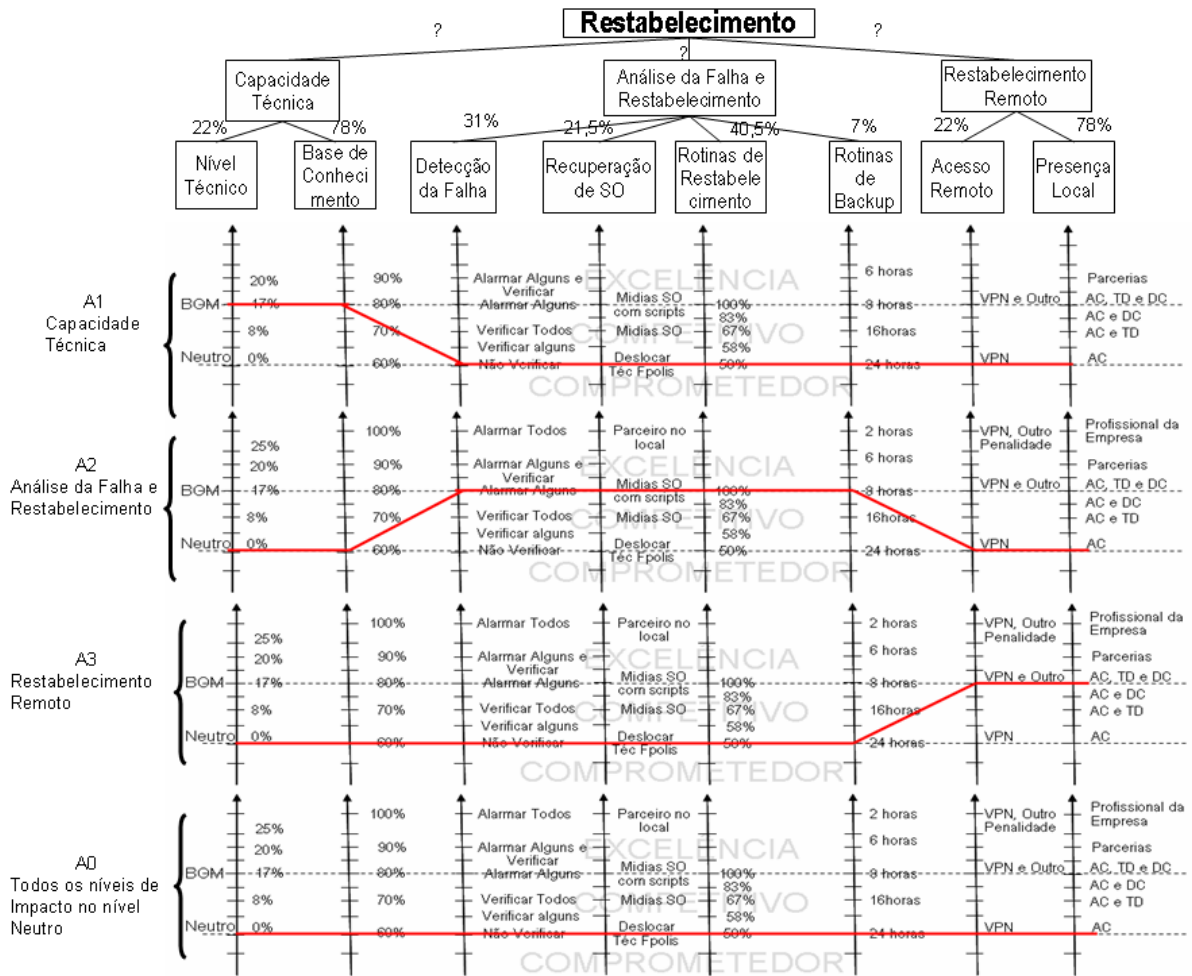 Restabelecimento
?
?
?
Capacidade
Técnica
Análise da Falha e
Restabelecimento
Restabelecimento
Remoto
22%
78%
31%
21,5%
40,5%
7%
22%
78%
Nível
Técnico
Base de
Conheci
mento
Detecção
da Falha
Recuperação
de SO
Rotinas de
Restabele
cimento
Rotinas
de
Backup
Acesso
Remoto
Presença
Local
A1
Capacidade
Técnica
BOM
Neutro
20%
17%
8%
0%
90%
80%
70%
60%
Alarmar Alguns e
Verificar
Alarmar Alguns
Verificar Todos
Verificar alguns
Não Verificar
Midias SO
com scripts
Midias SO
Deslocar
Téc Fpolis
100%
83%
67%
58%
50%
6 horas
8 horas
16horas
24 horas
VPN e Outro
VPN
Parcerias
AC, TD e DC
AC e DC
AC e TD
AC
EXCELENCIA
COMPETITIVO
COMPROMETEDOR
A2
Análise da Falha e
Restabelecimento
BOM
Neutro
25%
20%
17%
8%
0%
100%
90%
80%
70%
60%
Alarmar Todos
Alarmar Alguns e
Verificar
Alarmar Alguns
Verificar Todos
Verificar alguns
Não Verificar
Parceiro no
local
Midias SO
com scripts
Midias SO
Deslocar
Téc Fpolis
100%
83%
67%
58%
50%
2 horas
6 horas
8 horas
16horas
24 horas
VPN, Outro
Penalidade
VPN e Outro
VPN
Profissional da
Empresa
Parcerias
AC, TD e DC
AC e DC
AC e TD
AC
EXCELENCIA
COMPETITIVO
COMPROMETEDOR
A3
Restabelecimento
Remoto
BOM
Neutro
25%
20%
17%
8%
0%
100%
90%
80%
70%
60%
Alarmar Todos
Alarmar Alguns e
Verificar
Alarmar Alguns
Verificar Todos
Verificar alguns
Não Verificar
Parceiro no
local
Midias SO
com scripts
Midias SO
Deslocar
Téc Fpolis
100%
83%
67%
58%
50%
2 horas
6 horas
8 horas
16horas
24 horas
VPN, Outro
Penalidade
VPN e Outro
VPN
Profissional da
Empresa
Parcerias
AC, TD e DC
AC e DC
AC e TD
AC
EXCELENCIA
COMPETITIVO
COMPROMETEDOR
A0
Todos os níveis de
Impacto no nível
Neutro
BOM
Neutro
25%
20%
17%
8%
0%
100%
90%
80%
70%
60%
Alarmar Todos
Alarmar Alguns e
Verificar
Alarmar Alguns
Verificar Todos
Verificar alguns
Não Verificar
Parceiro no
local
Midias SO
com scripts
Midias SO
Deslocar
Téc Fpolis
100%
83%
67%
58%
50%
2 horas
6 horas
8 horas
16horas
24 horas
VPN, Outro
Penalidade
VPN e Outro
VPN
Profissional da
Empresa
Parcerias
AC, TD e DC
AC e DC
AC e TD
AC
EXCELENCIA
COMPETITIVO
COMPROMETEDOR